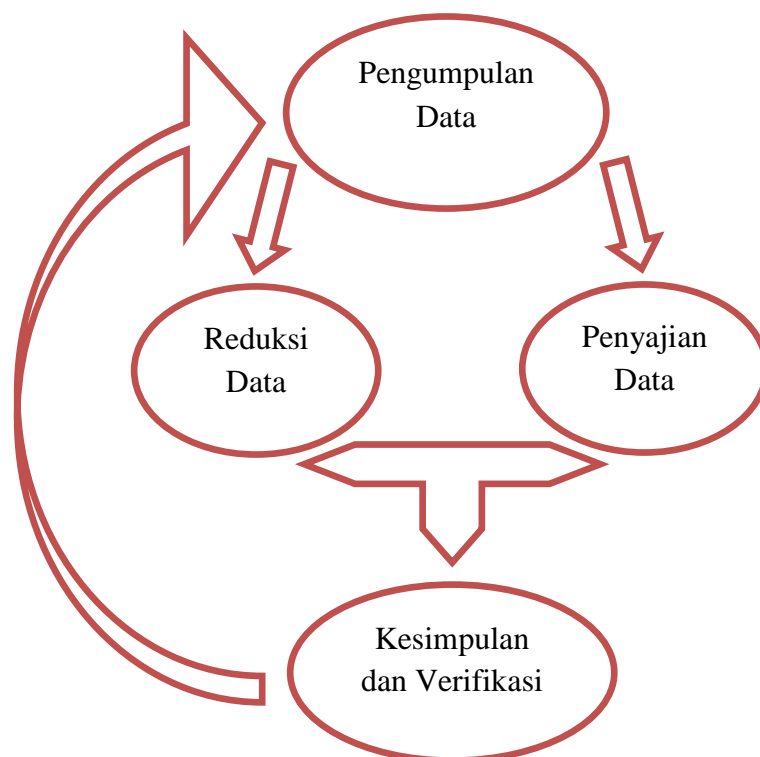 Pengumpulan
Data
Reduksi
Data
Penyajian
Data
Kesimpulan
dan Verifikasi